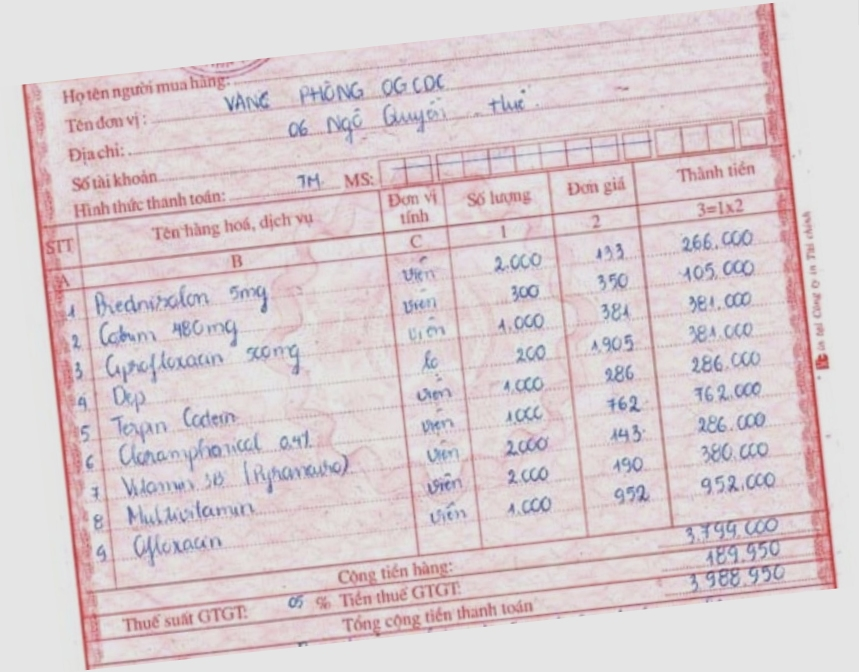 Họ tên người mua hàng:
Tên đơn vị: VĂNG PHÒNG OGCDC
Địa chỉ: 06 Ngô Quyền Huế
Số tài khoản
Hình thức thanh toán: TM. MS:
STT Tên hàng hoá, dịch vụ Đơn vị tính Số lượng Đơn giá Thành tiền
A B C 1 2 3=1x2
1 Prednisolon 5mg viên 2.000 133 266.000
2 Cotrim 480mg viên 300 350 105.000
3 Ciprofloxacin 500mg viên 1.000 381 381.000
4 Dep lọ 200 1.905 381.000
5 Terpin Codein viên 1.000 286 286.000
6 0.4% viên 1.000 762 762.000
7 Vitamin 3B viên 2.000 143 286.000
8 Multivitamin viên 2.000 190 380.000
9 Ofloxacin viên 1.000 952 952.000
Cộng tiền hàng: 3.799.000
Thuế suất GTGT: 05 % Tiền thuế GTGT: 189.950
Tổng cộng tiền thanh toán 3.988.950
in tại Công ty in Tài chính